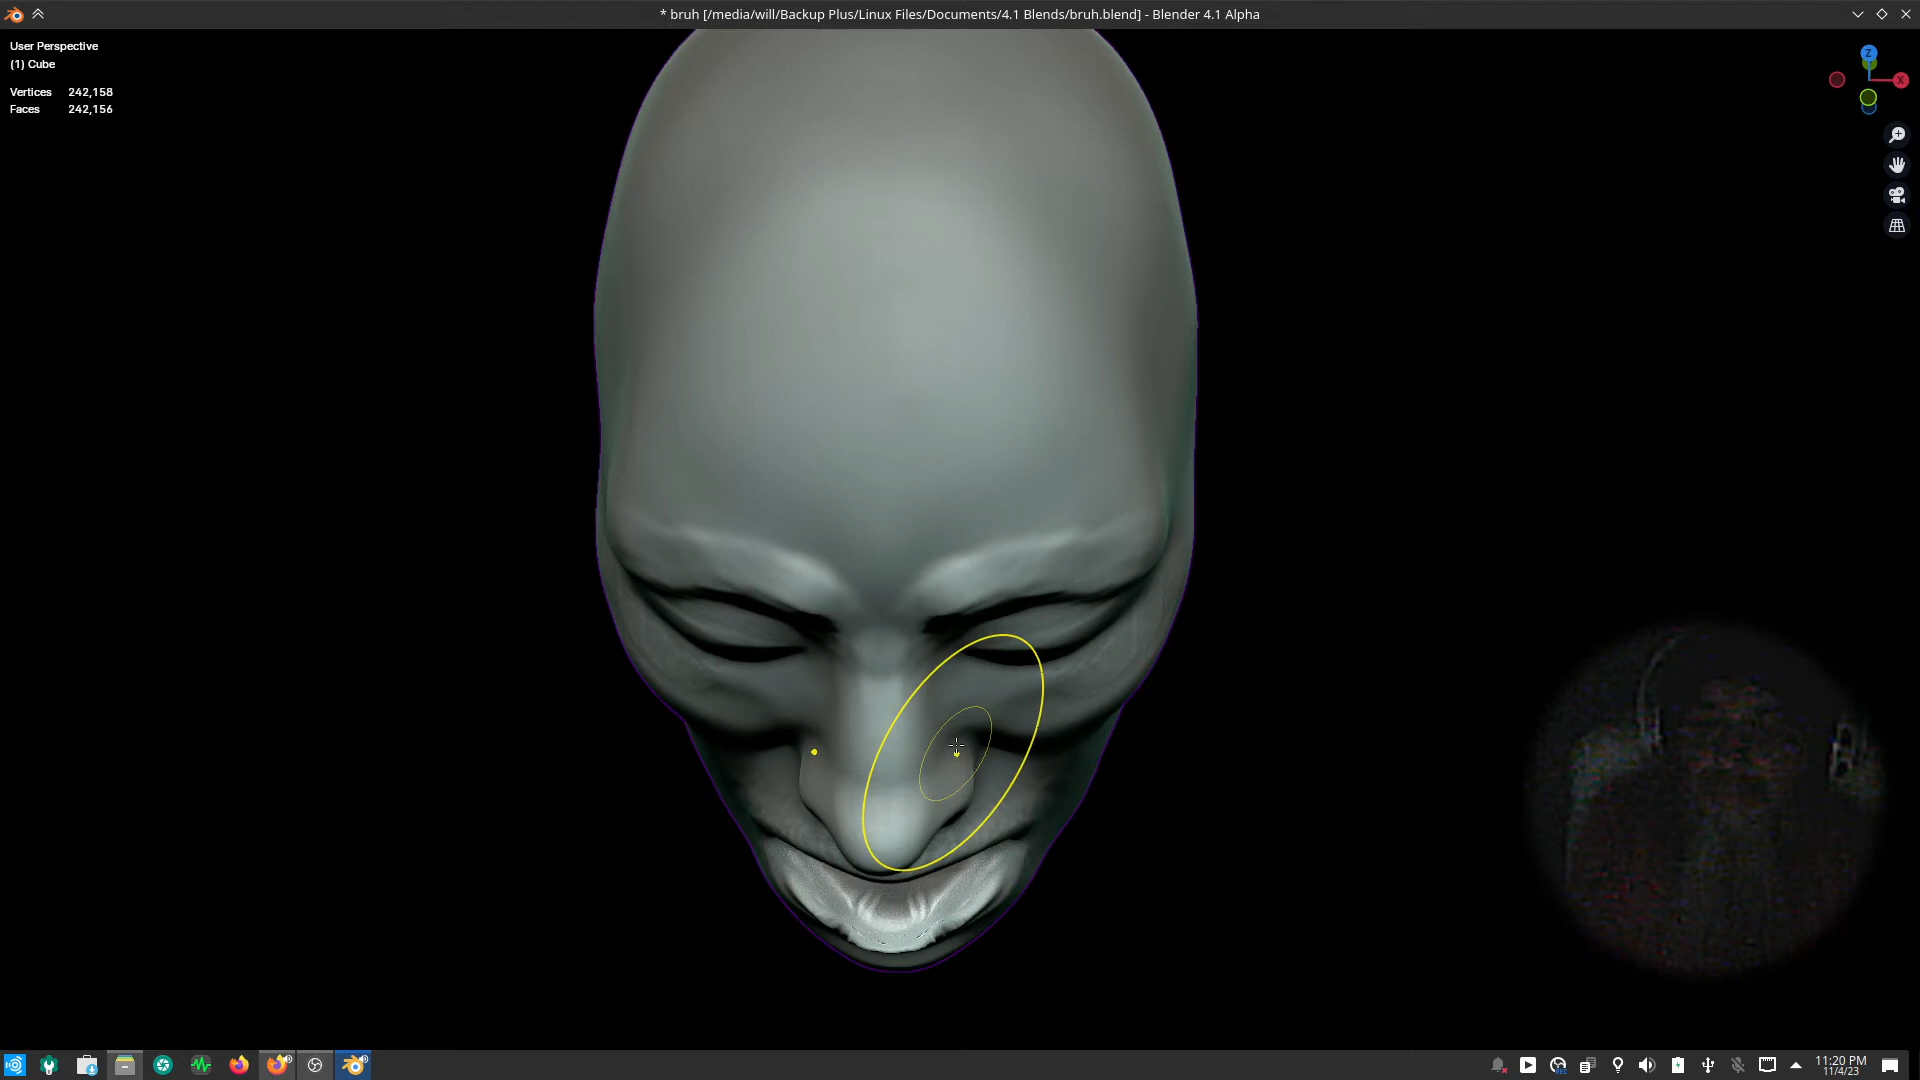 * bruh [/media/will/Backup Plus/Linux Files/Documents/4.1 Blends/bruh.blend] - Blender 4.1 Alpha
User Perspective
(1) Cube
Vertices 242,158
Faces 242,156
Z
X
REC
11:20 PM
11/4/23